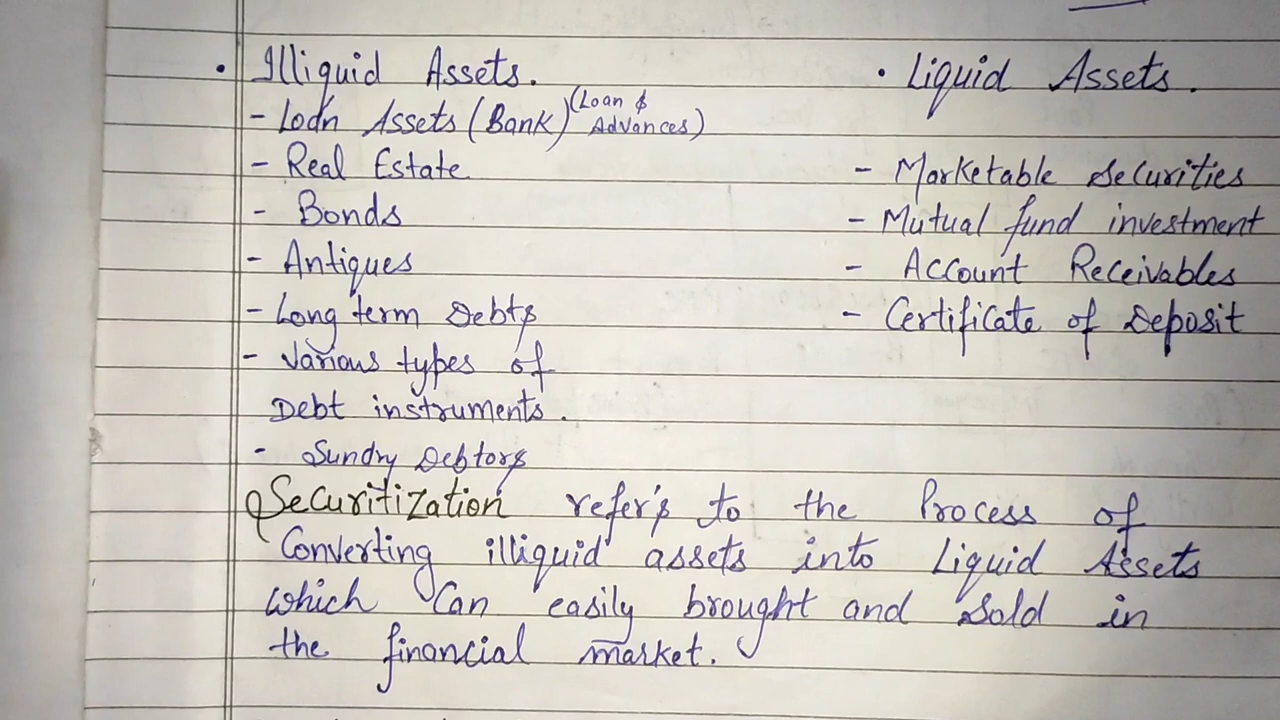 • Illiquid Assets.
- Loan Assets (Bank) (Loan & Advances)
- Real Estate
- Bonds
- Antiques
- Long term Debts
- Various types of
Debt instruments.
- Sundry Debtors
• Liquid Assets.
- Marketable Securities
- Mutual fund investment
- Account Receivables
- Certificate of Deposit
Securitization refer's to the Process of
Converting illiquid assets into Liquid Assets
which Can easily brought and Sold in
the financial market.